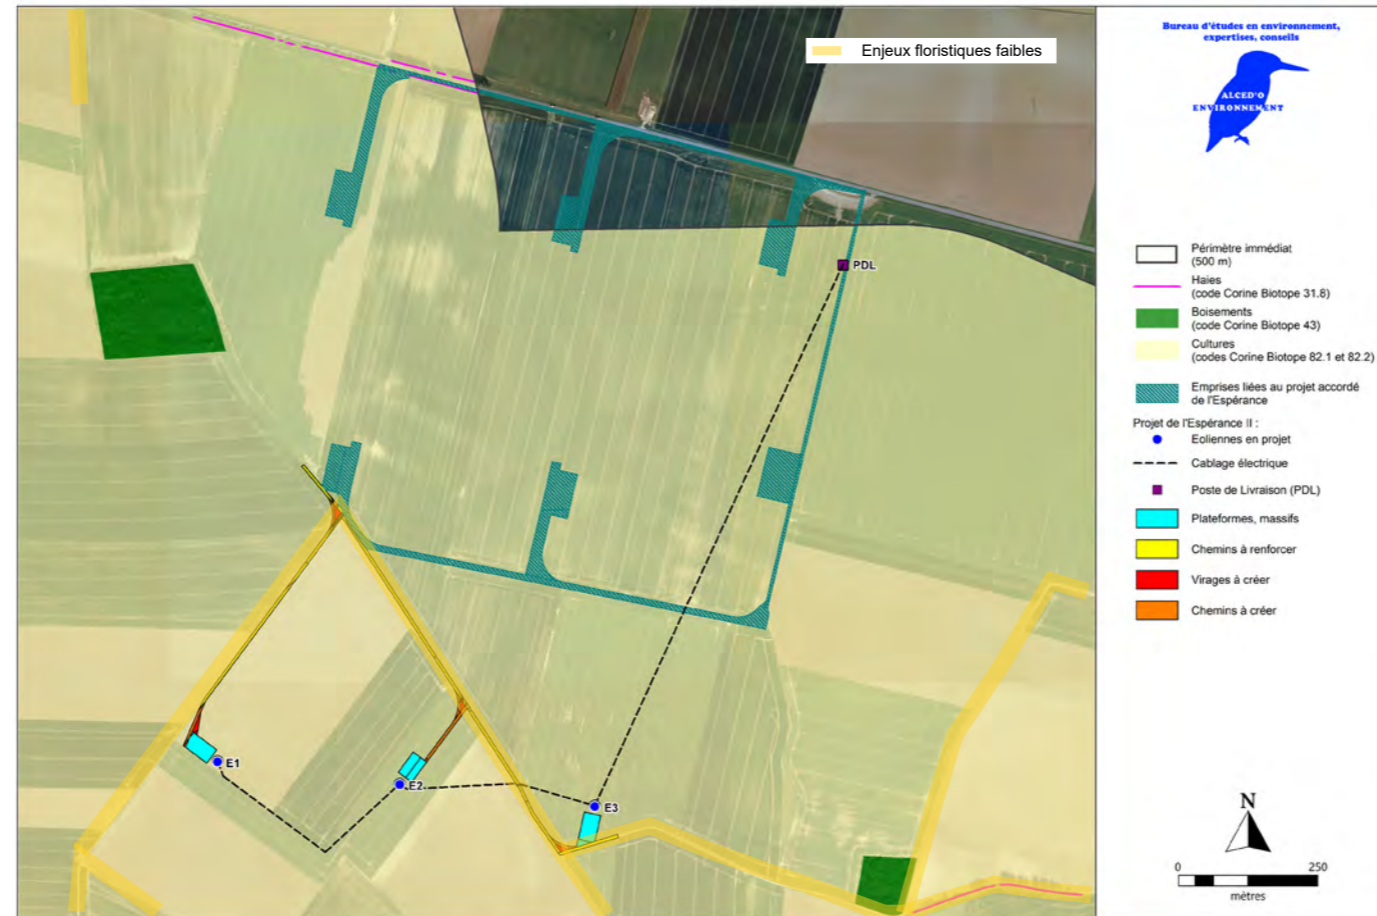 Enjeux floristiques faibles
PDL
E1
E2
E3
Bureau d'études en environnement,
expertises, conseils
ALCED'O
ENVIRONNEMENT
Périmètre immédiat
(500 m)
Haies
(code Corine Biotope 31.8)
Boisements
(code Corine Biotope 43)
Cultures
(codes Corine Biotope 82.1 et 82.2)
Emprises liées au projet accordé
de l'Espérance
Projet de l'Espérance II :
Eoliennes en projet
Cablage électrique
Poste de Livraison (PDL)
Plateformes, massifs
Chemins à renforcer
Virages à créer
Chemins à créer
N
0 250
mètres